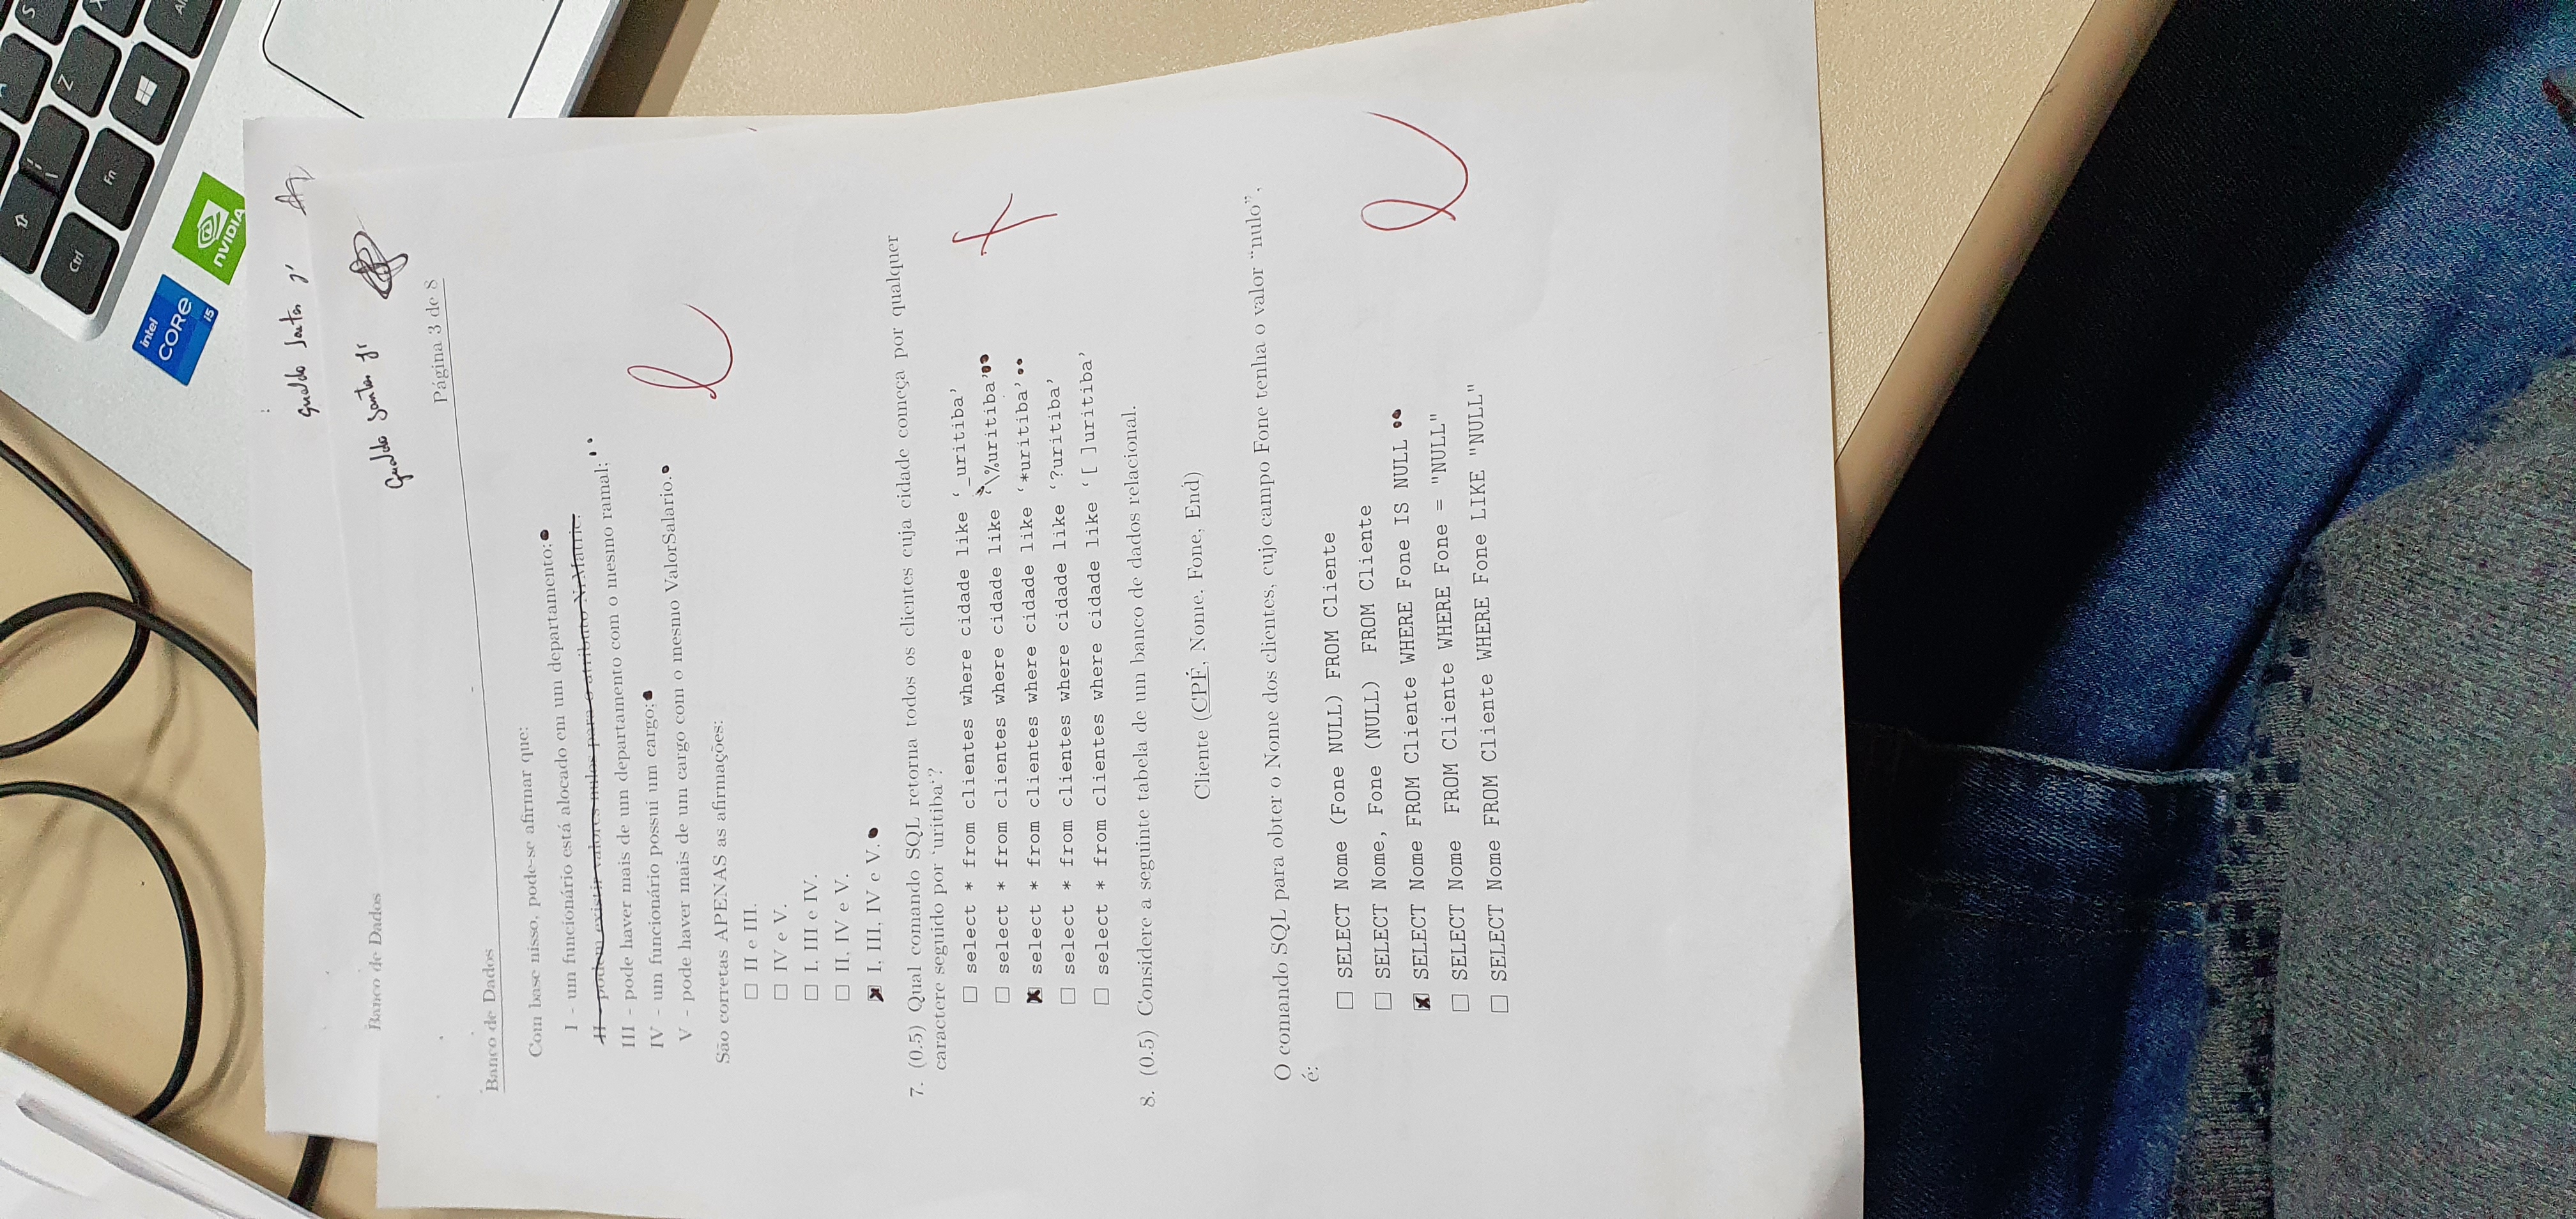 ⇧
|
\
Z
S
Ctrl
Fn
intel
CORe
i5
NVIDIA
Santos Jr
Banco de Dados
Santos Jr
Página 3 de 8
Banco de Dados
Com base nisso, pode-se afirmar que:
I - um funcionário está alocado em um departamento;
II - podem existir valores nulos para o atributo NrMatric;
III - pode haver mais de um departamento com o mesmo ramal;
IV - um funcionário possui um cargo;
V - pode haver mais de um cargo com o mesmo ValorSalario.
São corretas APENAS as afirmações:
☐ II e III.
☐ IV e V.
☐ I, III e IV.
☐ II, IV e V.
☒ I, III, IV e V.
7. (0.5) Qual comando SQL retorna todos os clientes cuja cidade começa por qualquer
caractere seguido por ‘uritiba‘?
☐ select * from clientes where cidade like ‘_uritiba’
☐ select * from clientes where cidade like ‘\%uritiba’
☒ select * from clientes where cidade like ‘*uritiba’
☐ select * from clientes where cidade like ‘?uritiba’
☐ select * from clientes where cidade like ‘[ ]uritiba’
8. (0.5) Considere a seguinte tabela de um banco de dados relacional.
Cliente (CPF, Nome, Fone, End)
O comando SQL para obter o Nome dos clientes, cujo campo Fone tenha o valor “nulo”,
é:
☐ SELECT Nome (Fone NULL) FROM Cliente
☐ SELECT Nome, Fone (NULL) FROM Cliente
☒ SELECT Nome FROM Cliente WHERE Fone IS NULL
☐ SELECT Nome FROM Cliente WHERE Fone = "NULL"
☐ SELECT Nome FROM Cliente WHERE Fone LIKE "NULL"